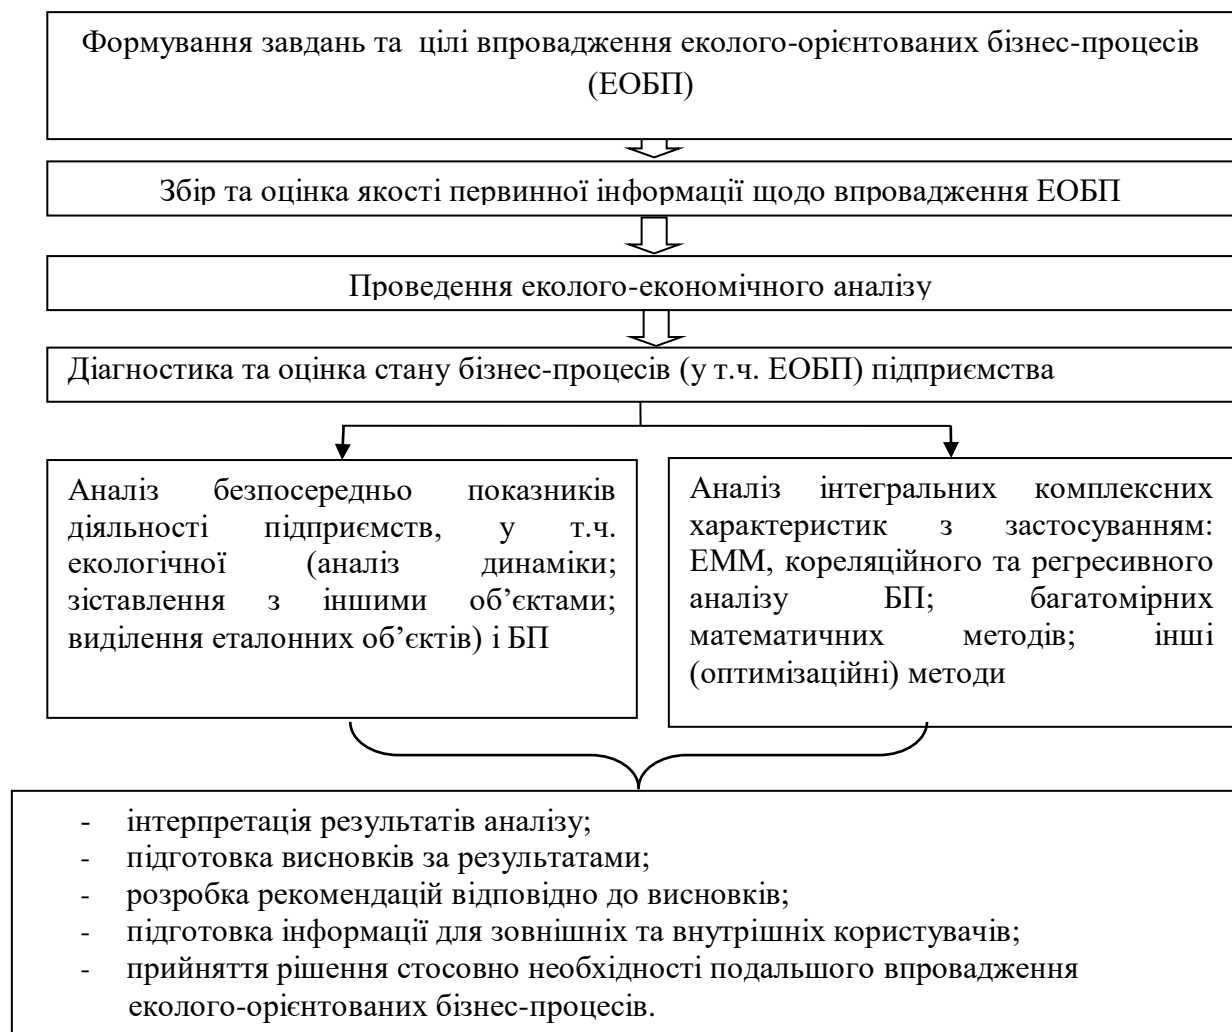 Формування завдань та цілі впровадження еколого-орієнтованих бізнес-процесів
(ЕОБП)
Збір та оцінка якості первинної інформації щодо впровадження ЕОБП
Проведення еколого-економічного аналізу
Діагностика та оцінка стану бізнес-процесів (у т.ч. ЕОБП) підприємства
Аналіз безпосередньо показників
діяльності підприємств, у т.ч.
екологічної (аналіз динаміки;
зіставлення з іншими об’єктами;
виділення еталонних об’єктів) і БП
Аналіз інтегральних комплексних
характеристик з застосуванням:
ЕММ, кореляційного та регресивного
аналізу БП; багатомірних
математичних методів; інші
(оптимізаційні) методи
- інтерпретація результатів аналізу;
- підготовка висновків за результатами;
- розробка рекомендацій відповідно до висновків;
- підготовка інформації для зовнішніх та внутрішніх користувачів;
- прийняття рішення стосовно необхідності подальшого впровадження
еколого-орієнтованих бізнес-процесів.